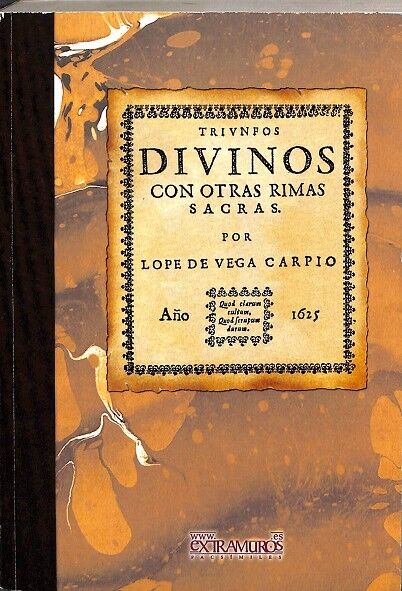 TRIVNFOS
DIVINOS
CON OTRAS RIMAS
SACRAS.
POR
LOPE DE VEGA CARPIO
Año
Quod clarum
cultum,
Quod scrupum
durum.
1625
www. .es
EXTRAMUROS
FACSÍMILES